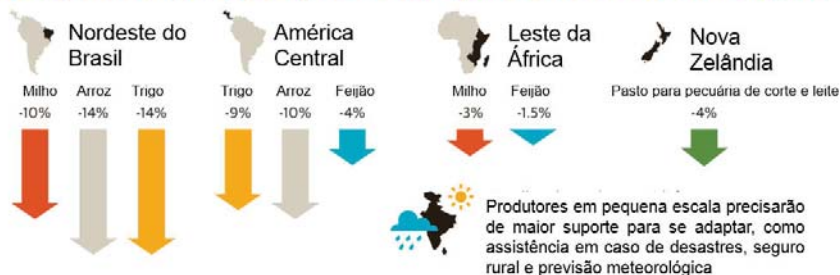 Nordeste do
Brasil
Milho Arroz Trigo
-10% -14% -14%
América
Central
Trigo Arroz Feijão
-9% -10% -4%
Leste da
África
Milho Feijão
-3% -1.5%
Nova
Zelândia
Pasto para pecuária de corte e leite
-4%
Produtores em pequena escala precisarão
de maior suporte para se adaptar, como
assistência em caso de desastres, seguro
rural e previsão meteorológica